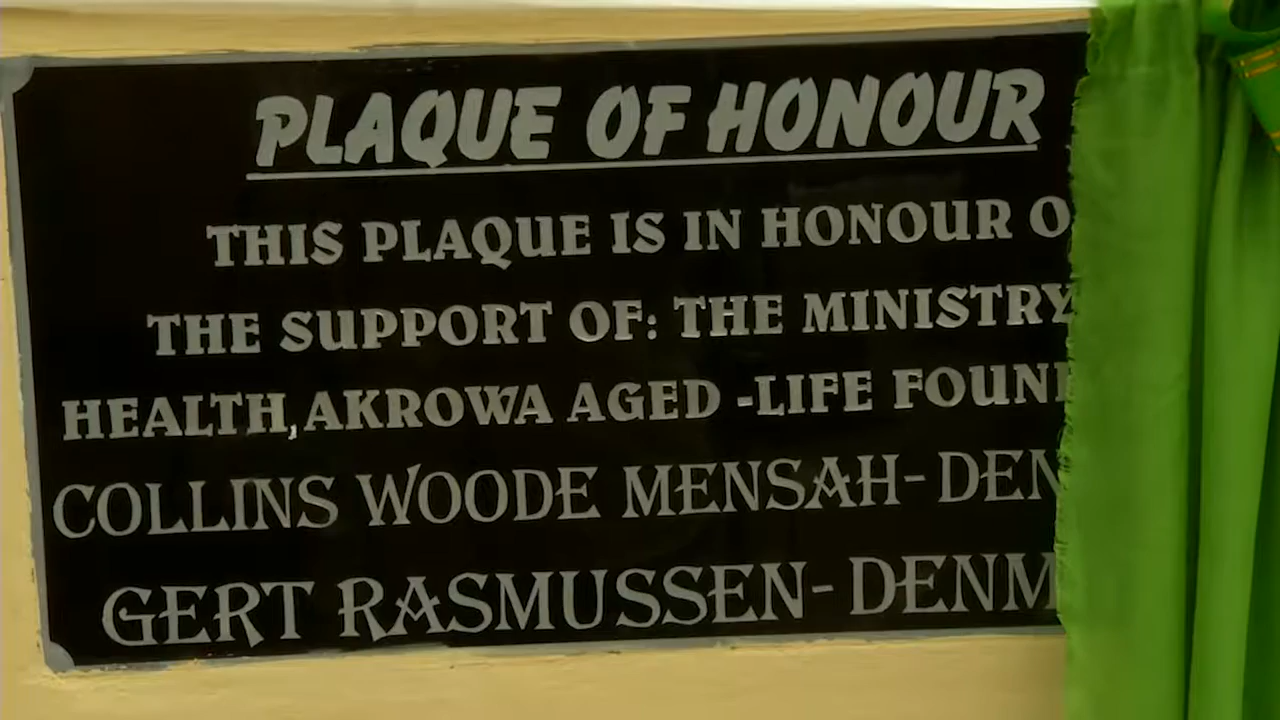 PLAQUE OF HONOUR
THIS PLAQUE IS IN HONOUR O
THE SUPPORT OF: THE MINISTRY
HEALTH, AKROWA AGED -LIFE FOUN
COLLINS WOODE MENSAH- DEN
GERT RASMUSSEN- DENM